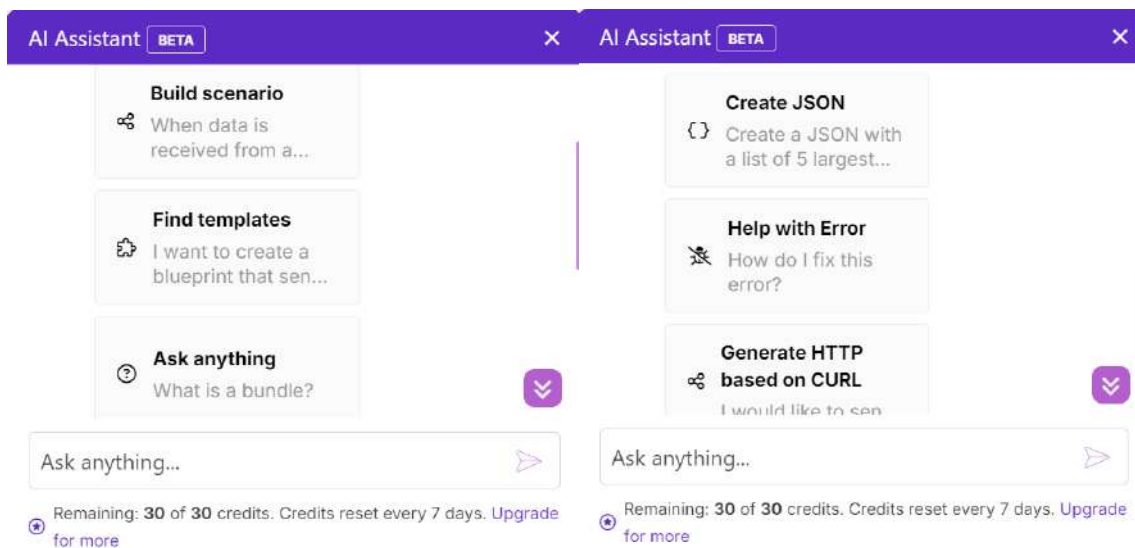 AI Assistant BETA
Build scenario
When data is
received from a...
Find templates
I want to create a
blueprint that sen...
Ask anything
What is a bundle?
Ask anything...
Remaining: 30 of 30 credits. Credits reset every 7 days. Upgrade
for more
AI Assistant BETA
Create JSON
Create a JSON with
a list of 5 largest...
Help with Error
How do I fix this
error?
Generate HTTP
based on CURL
I would like to sen
Ask anything...
Remaining: 30 of 30 credits. Credits reset every 7 days. Upgrade
for more